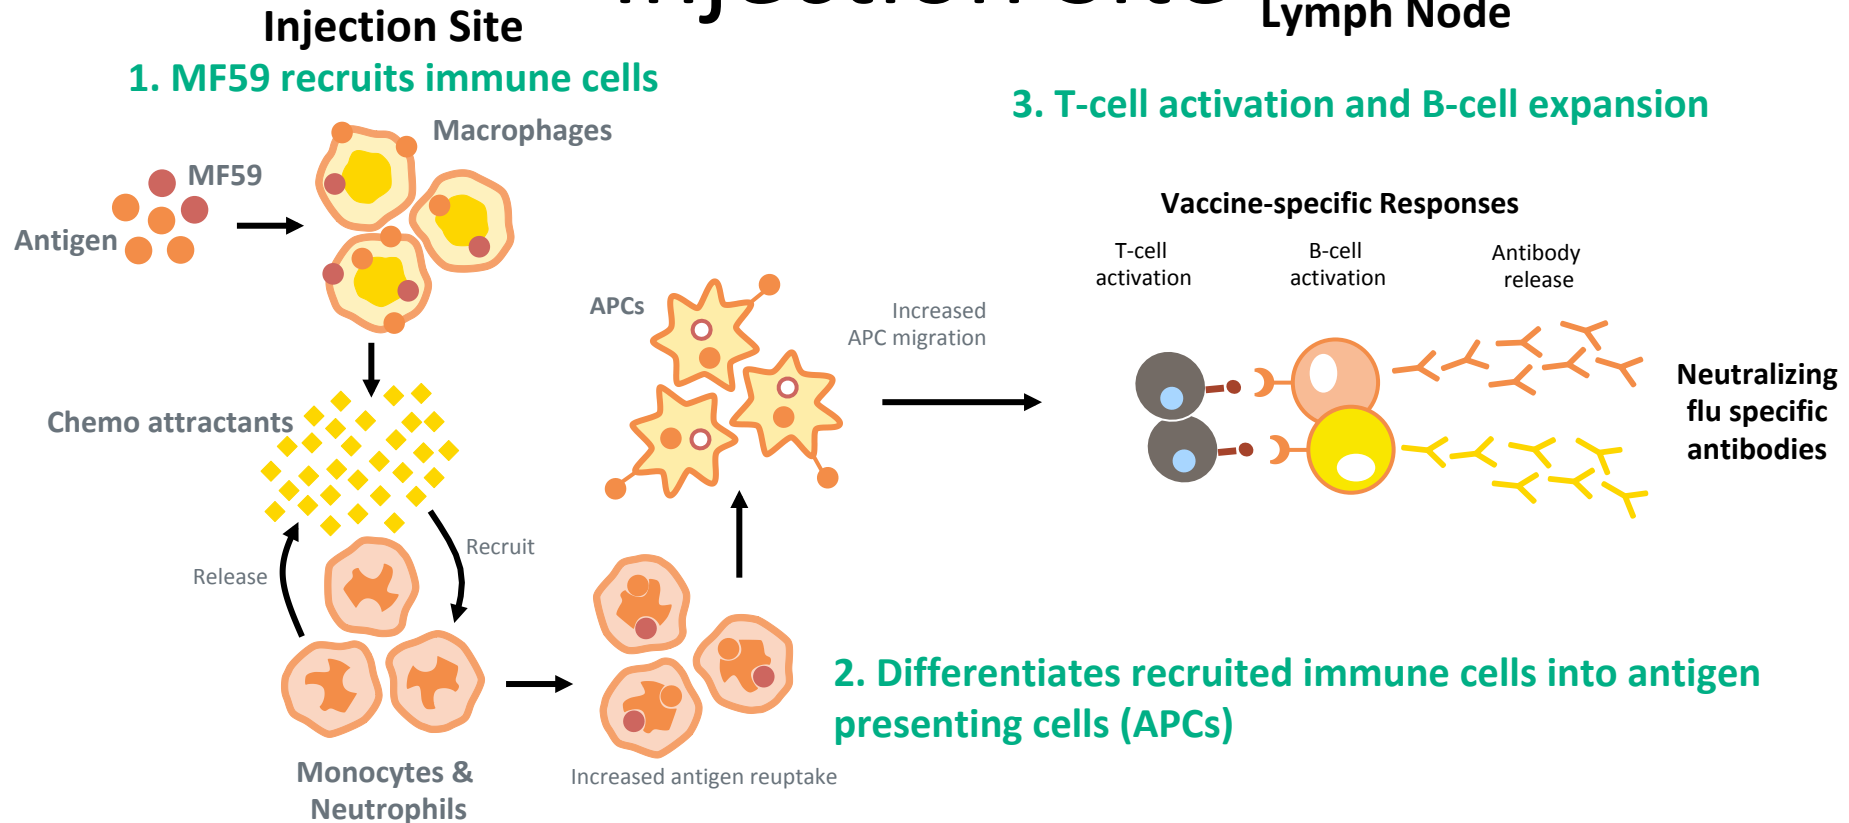 Injection Site
Injection Site
1. MF59 recruits immune cells
Macrophages
MF59
Antigen
Chemo attractants
Release
Recruit
Monocytes &
Neutrophils
Increased antigen reuptake
2. Differentiates recruited immune cells into antigen
presenting cells (APCs)
APCs
Increased
APC migration
Lymph Node
3. T-cell activation and B-cell expansion
Vaccine-specific Responses
T-cell
activation
B-cell
activation
Antibody
release
Neutralizing
flu specific
antibodies